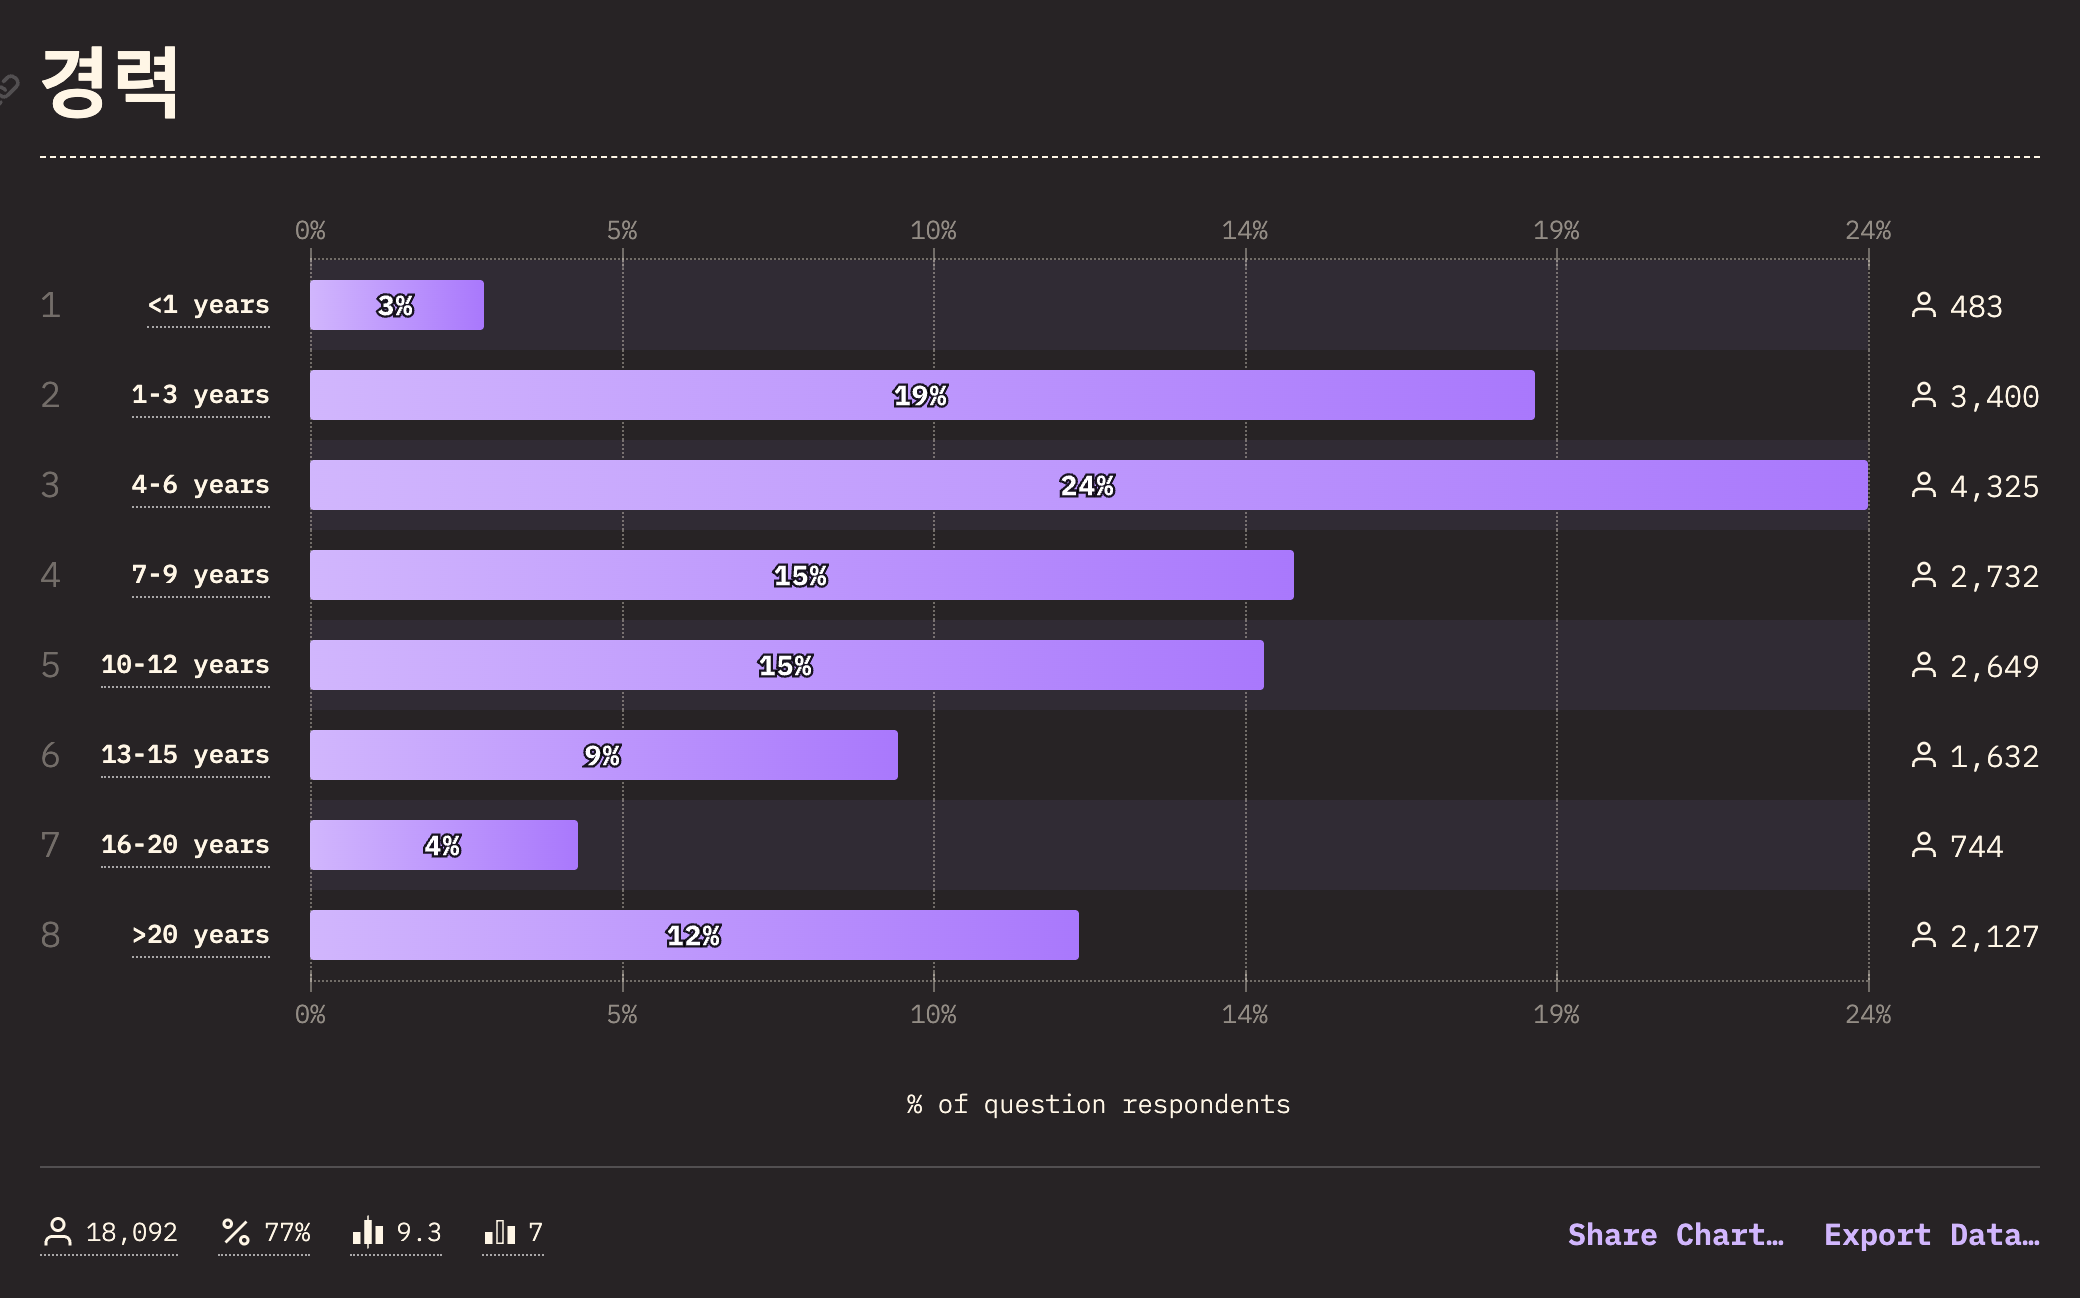 경력
0% 5% 10% 14% 19% 24%
1 <1 years 3% 483
2 1-3 years 19% 3,400
3 4-6 years 24% 4,325
4 7-9 years 15% 2,732
5 10-12 years 15% 2,649
6 13-15 years 9% 1,632
7 16-20 years 4% 744
8 >20 years 12% 2,127
0% 5% 10% 14% 19% 24%
% of question respondents
18,092 77% 9.3 7 Share Chart… Export Data…